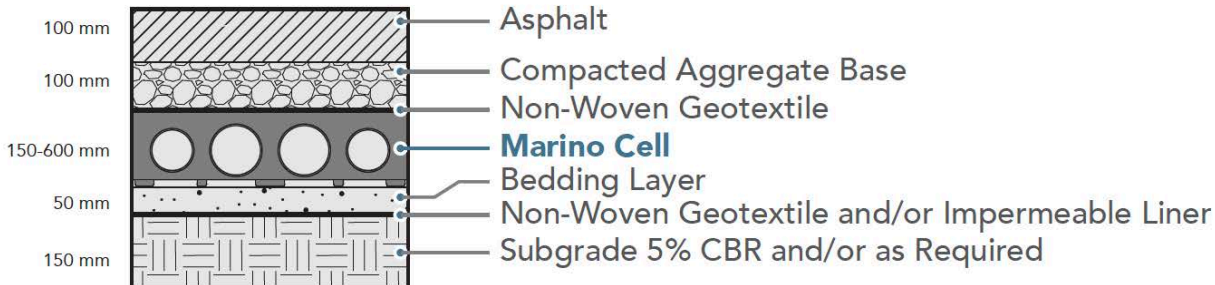 100 mm
Asphalt
100 mm
Compacted Aggregate Base
Non-Woven Geotextile
150-600 mm
Marino Cell
Bedding Layer
50 mm
Non-Woven Geotextile and/or Impermeable Liner
150 mm
Subgrade 5% CBR and/or as Required